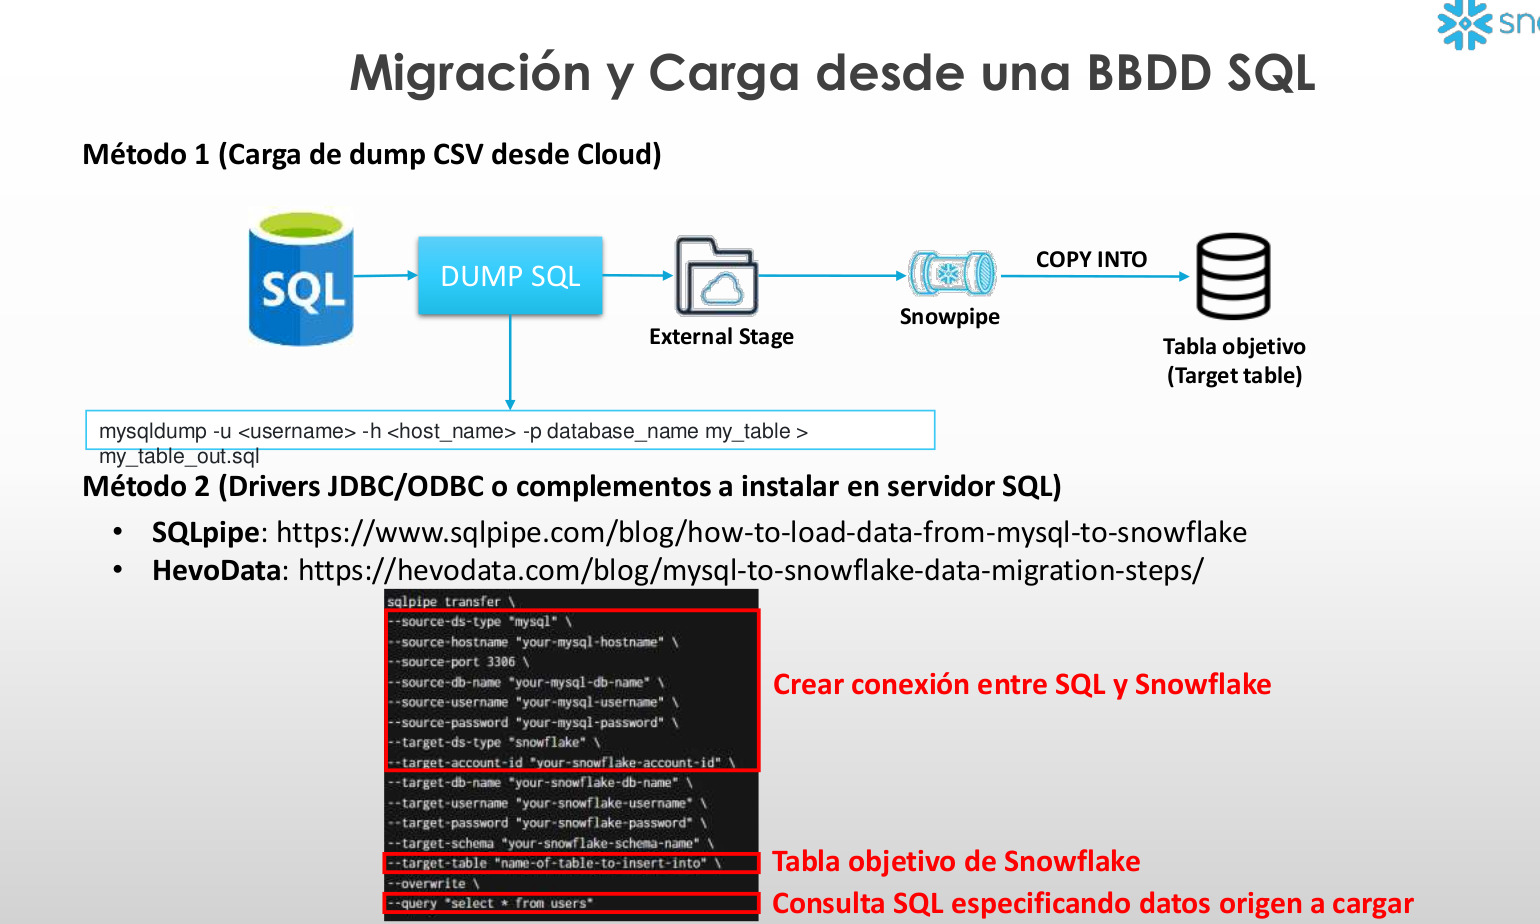 Migración y Carga desde una BBDD SQL
Método 1 (Carga de dump CSV desde Cloud)
SQL
DUMP SQL
External Stage
Snowpipe
COPY INTO
Tabla objetivo
(Target table)
mysqldump -u <username> -h <host_name> -p database_name my_table >
my_table_out.sql
Método 2 (Drivers JDBC/ODBC o complementos a instalar en servidor SQL)
• SQLpipe: https://www.sqlpipe.com/blog/how-to-load-data-from-mysql-to-snowflake
• HevoData: https://hevodata.com/blog/mysql-to-snowflake-data-migration-steps/
sqlpipe transfer \
--source-ds-type "mysql" \
--source-hostname "your-mysql-hostname" \
--source-port 3306 \
--source-db-name "your-mysql-db-name" \
--source-username "your-mysql-username" \
--source-password "your-mysql-password" \
--target-ds-type "snowflake" \
--target-account-id "your-snowflake-account-id" \
--target-db-name "your-snowflake-db-name" \
--target-username "your-snowflake-username" \
--target-password "your-snowflake-password" \
--target-schema "your-snowflake-schema-name" \
--target-table "name-of-table-to-insert-into" \
--overwrite \
--query "select * from users"
Crear conexión entre SQL y Snowflake
Tabla objetivo de Snowflake
Consulta SQL especificando datos origen a cargar